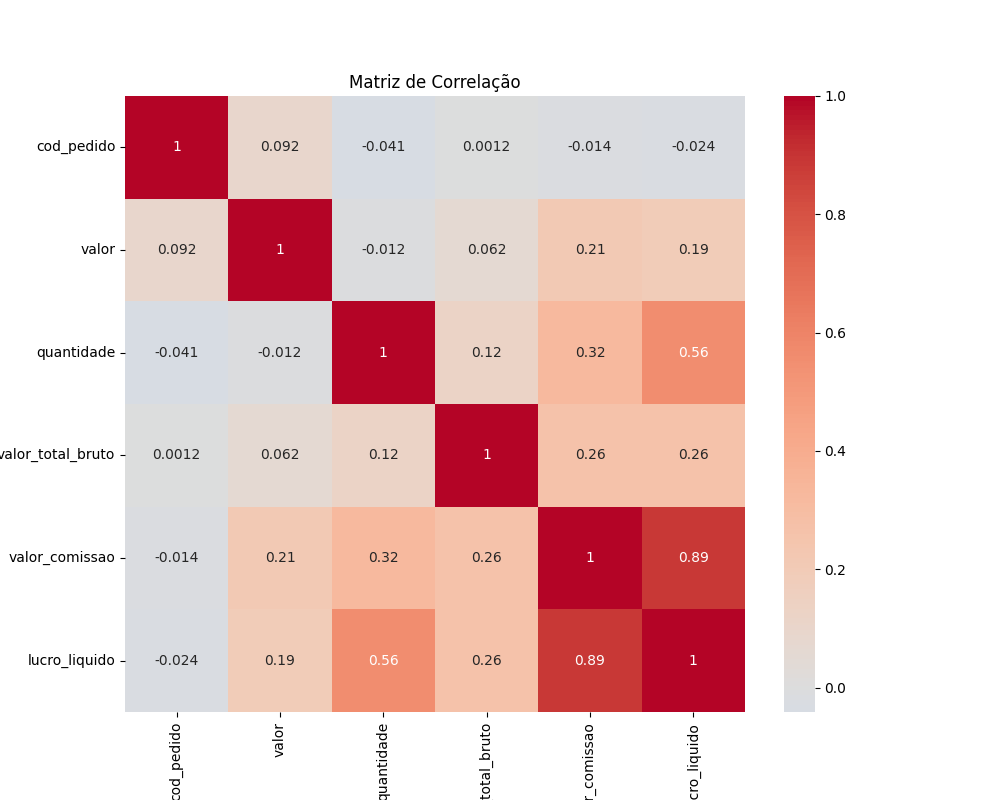 Matriz de Correlação
cod_pedido 1 0.092 -0.041 0.0012 -0.014 -0.024
valor 0.092 1 -0.012 0.062 0.21 0.19
quantidade -0.041 -0.012 1 0.12 0.32 0.56
valor_total_bruto 0.0012 0.062 0.12 1 0.26 0.26
valor_comissao -0.014 0.21 0.32 0.26 1 0.89
lucro_liquido -0.024 0.19 0.56 0.26 0.89 1
cod_pedido
valor
quantidade
total_bruto
r_comissao
cro_liquido
1.0
0.8
0.6
0.4
0.2
0.0